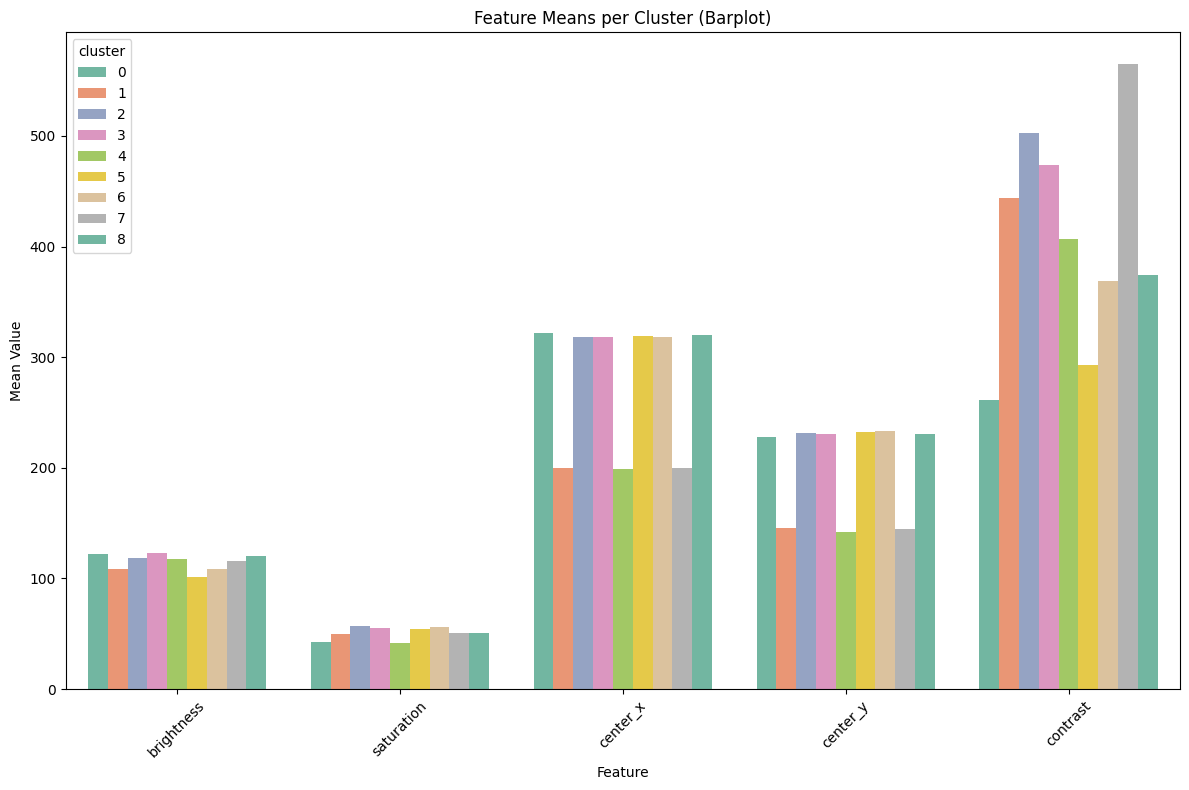 Feature Means per Cluster (Barplot)
cluster
0
1
2
3
4
5
6
7
8
500
400
300
200
100
0
Mean Value
brightness
saturation
center_x
center_y
contrast
Feature